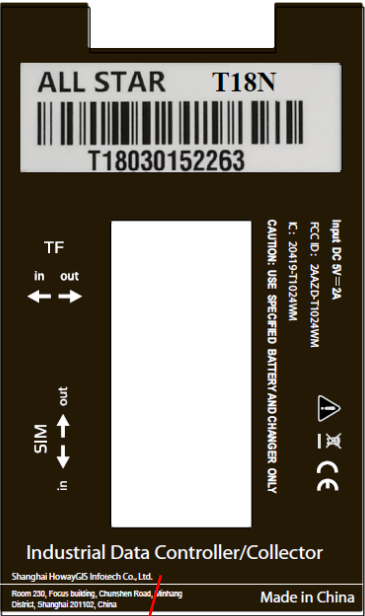 ALL STAR T18N
T18030152263
TF
in out
SIM
in out
Input DC 5V⎓2A
FCC ID: 2AAZD-T1024WM
IC: 20419-T1024WM
CAUTION: USE SPECIFIED BATTERY AND CHANGER ONLY
CE
Industrial Data Controller/Collector
Shanghai HowayGIS Infosech Co., Ltd.
Room 230, Focus building, Chunshen Road, Minhang
District, Shanghai 201102, China
Made in China